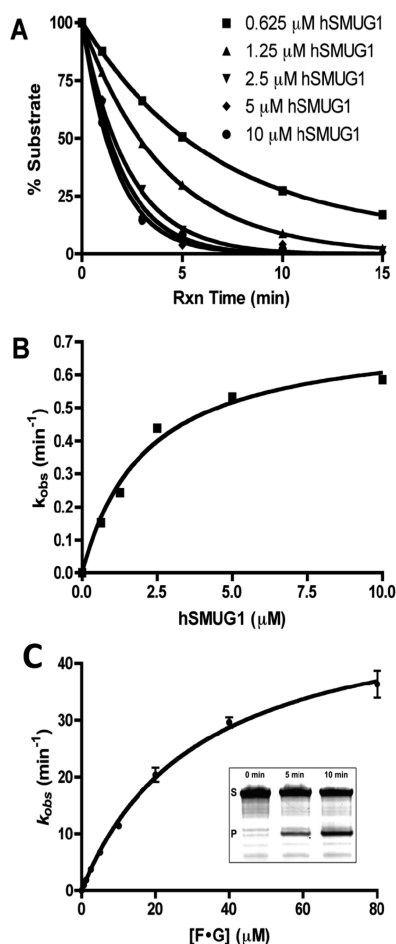 A
0.625 μM hSMUG1
1.25 μM hSMUG1
2.5 μM hSMUG1
5 μM hSMUG1
10 μM hSMUG1
100
75
50
25
0
% Substrate
0 5 10 15
Rxn Time (min)
B
0.7
0.6
0.5
0.4
0.3
0.2
0.1
0.0
kobs (min-1)
0.0 2.5 5.0 7.5 10.0
hSMUG1 (μM)
C
40
30
20
10
0
kobs (min-1)
0 min 5 min 10 min
S
P
0 20 40 60 80
[F•G] (μM)